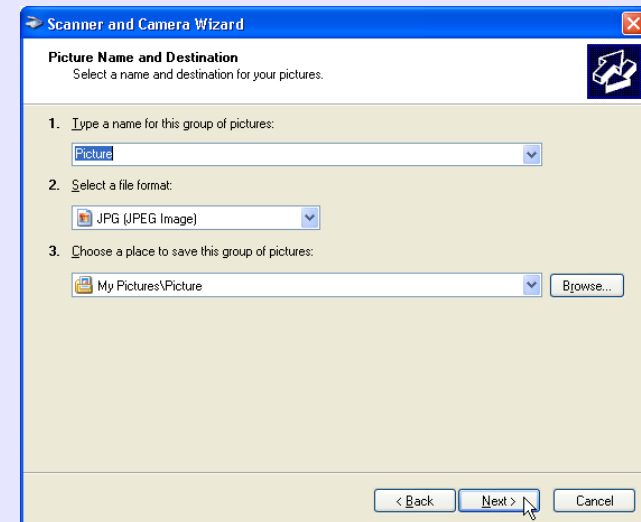 Scanner and Camera Wizard
Picture Name and Destination
Select a name and destination for your pictures.
1. Type a name for this group of pictures:
Picture
2. Select a file format:
JPG (JPEG Image)
3. Choose a place to save this group of pictures:
My Pictures\Picture Browse...
< Back Next > Cancel